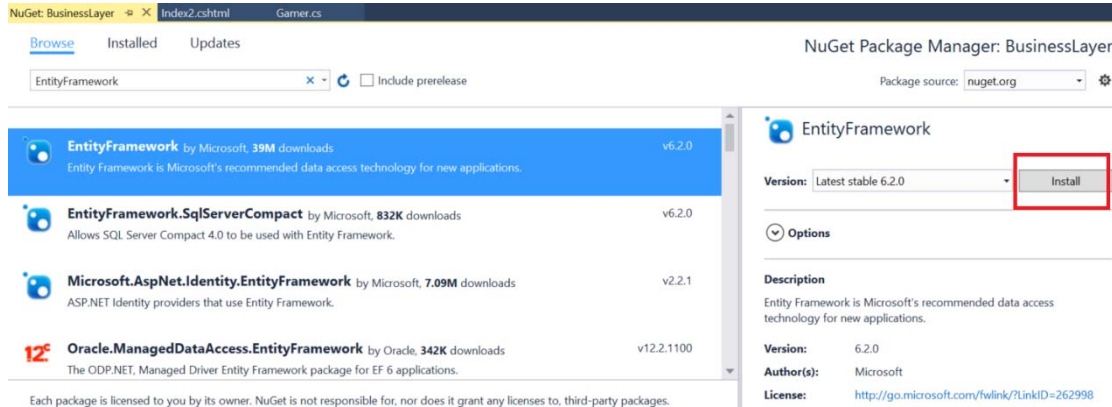 NuGet: BusinessLayer
Index2.cshtml
Gamer.cs
Browse Installed Updates
NuGet Package Manager: BusinessLayer
EntityFramework
Include prerelease
Package source: nuget.org
EntityFramework by Microsoft, 39M downloads v6.2.0
Entity Framework is Microsoft's recommended data access technology for new applications.
EntityFramework.SqlServerCompact by Microsoft, 832K downloads v6.2.0
Allows SQL Server Compact 4.0 to be used with Entity Framework.
Microsoft.AspNet.Identity.EntityFramework by Microsoft, 7.09M downloads v2.2.1
ASP.NET Identity providers that use Entity Framework.
12c Oracle.ManagedDataAccess.EntityFramework by Oracle, 342K downloads v12.2.1100
The ODP.NET, Managed Driver Entity Framework package for EF 6 applications.
Each package is licensed to you by its owner. NuGet is not responsible for, nor does it grant any licenses to, third-party packages.
EntityFramework
Version: Latest stable 6.2.0 Install
Options
Description
Entity Framework is Microsoft's recommended data access
technology for new applications.
Version: 6.2.0
Author(s): Microsoft
License: http://go.microsoft.com/fwlink/?LinkID=262998